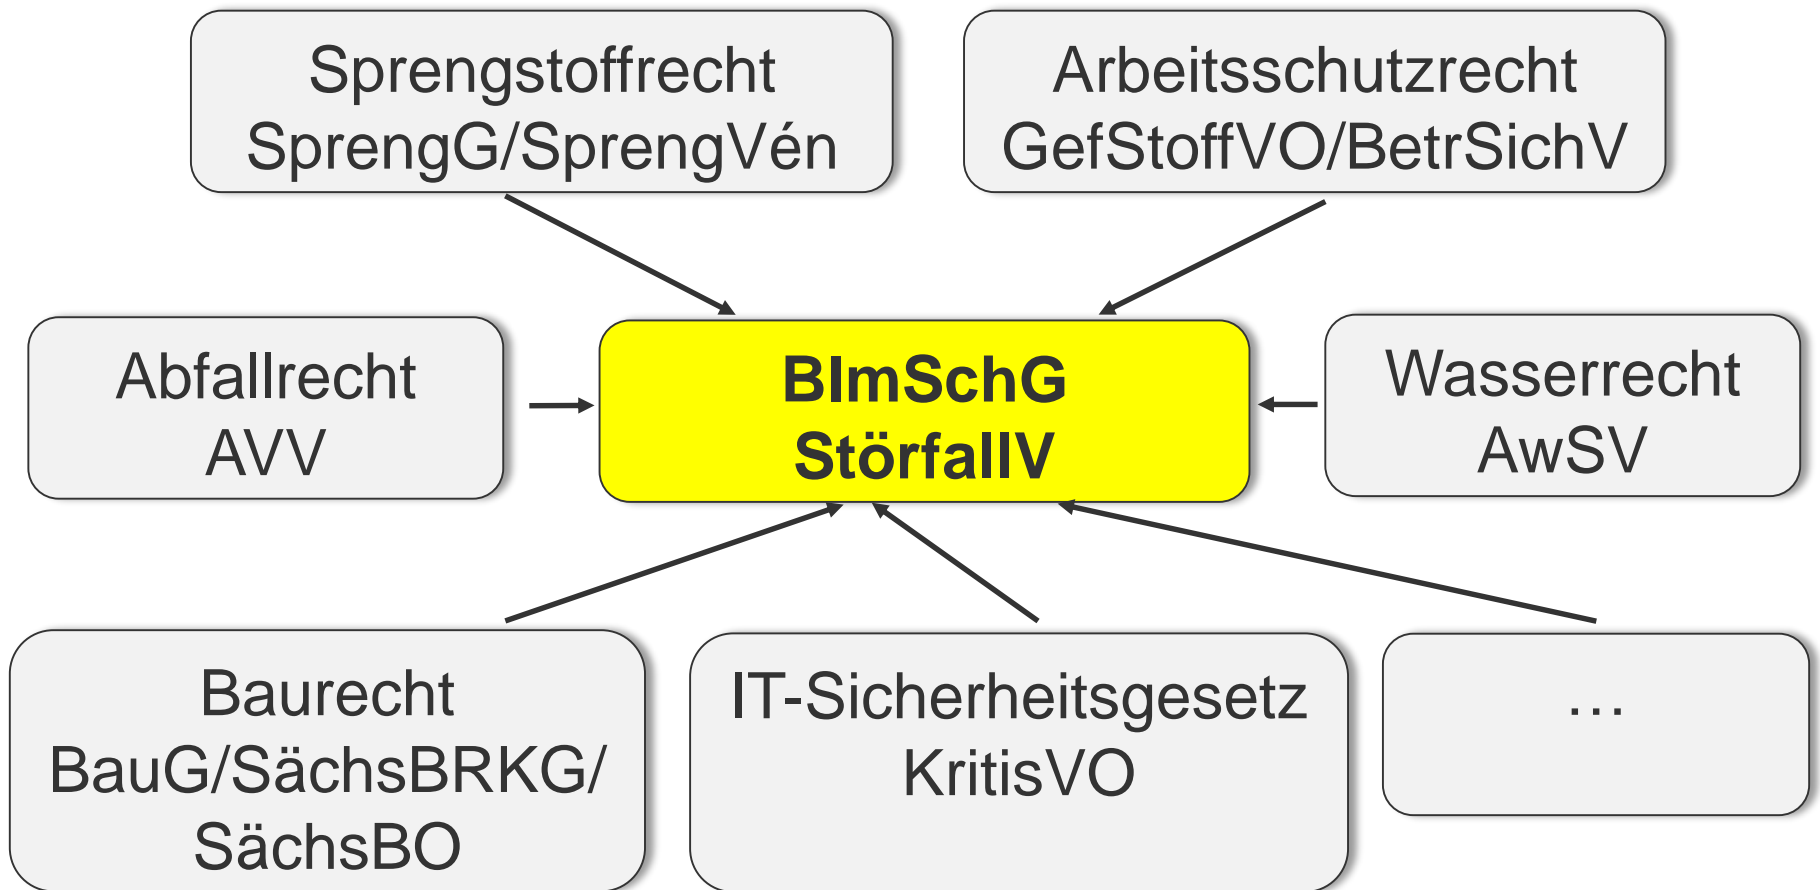 Sprengstoffrecht
SprengG/SprengVén
Arbeitsschutzrecht
GefStoffVO/BetrSichV
Abfallrecht
AVV
BImSchG
StörfallV
Wasserrecht
AwSV
Baurecht
BauG/SächsBRKG/
SächsBO
IT-Sicherheitsgesetz
KritisVO
…